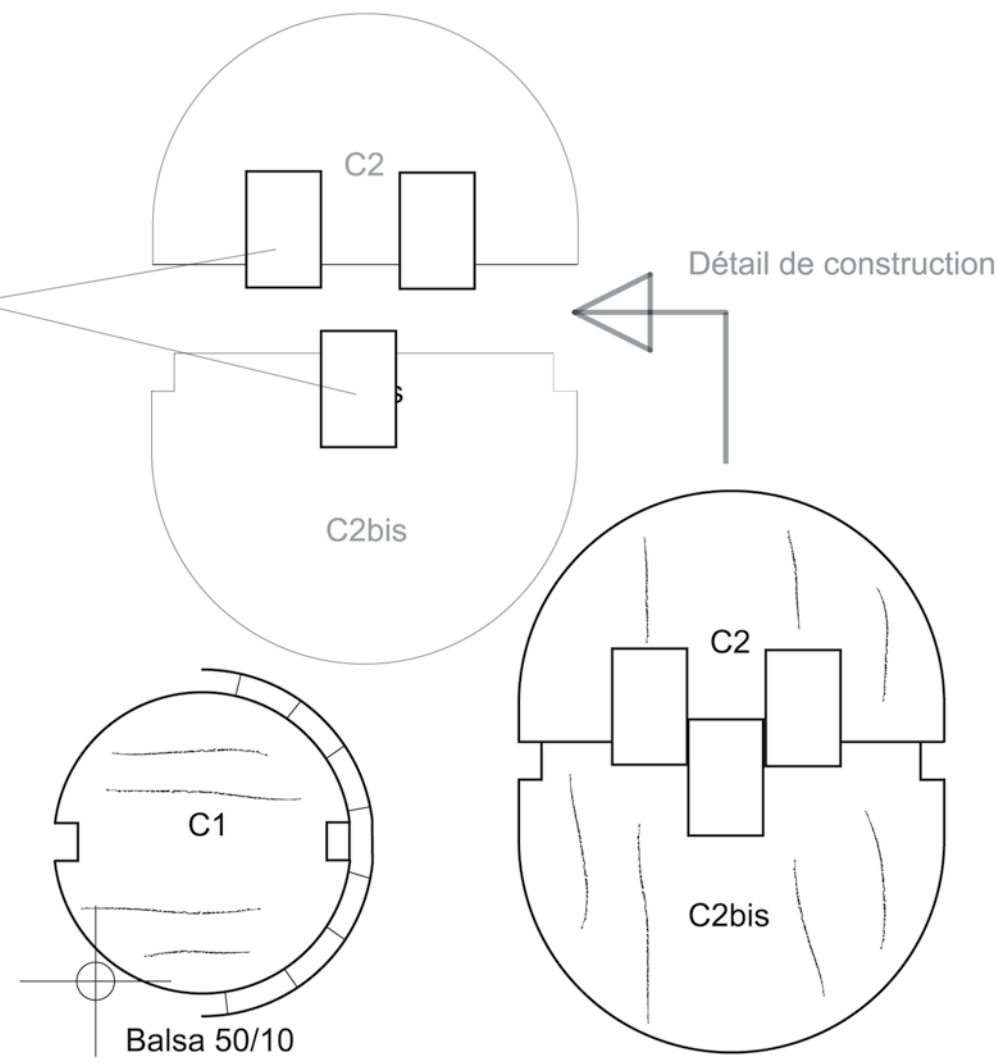 C2
Détail de construction
s
C2bis
C2
C1
C2bis
Balsa 50/10